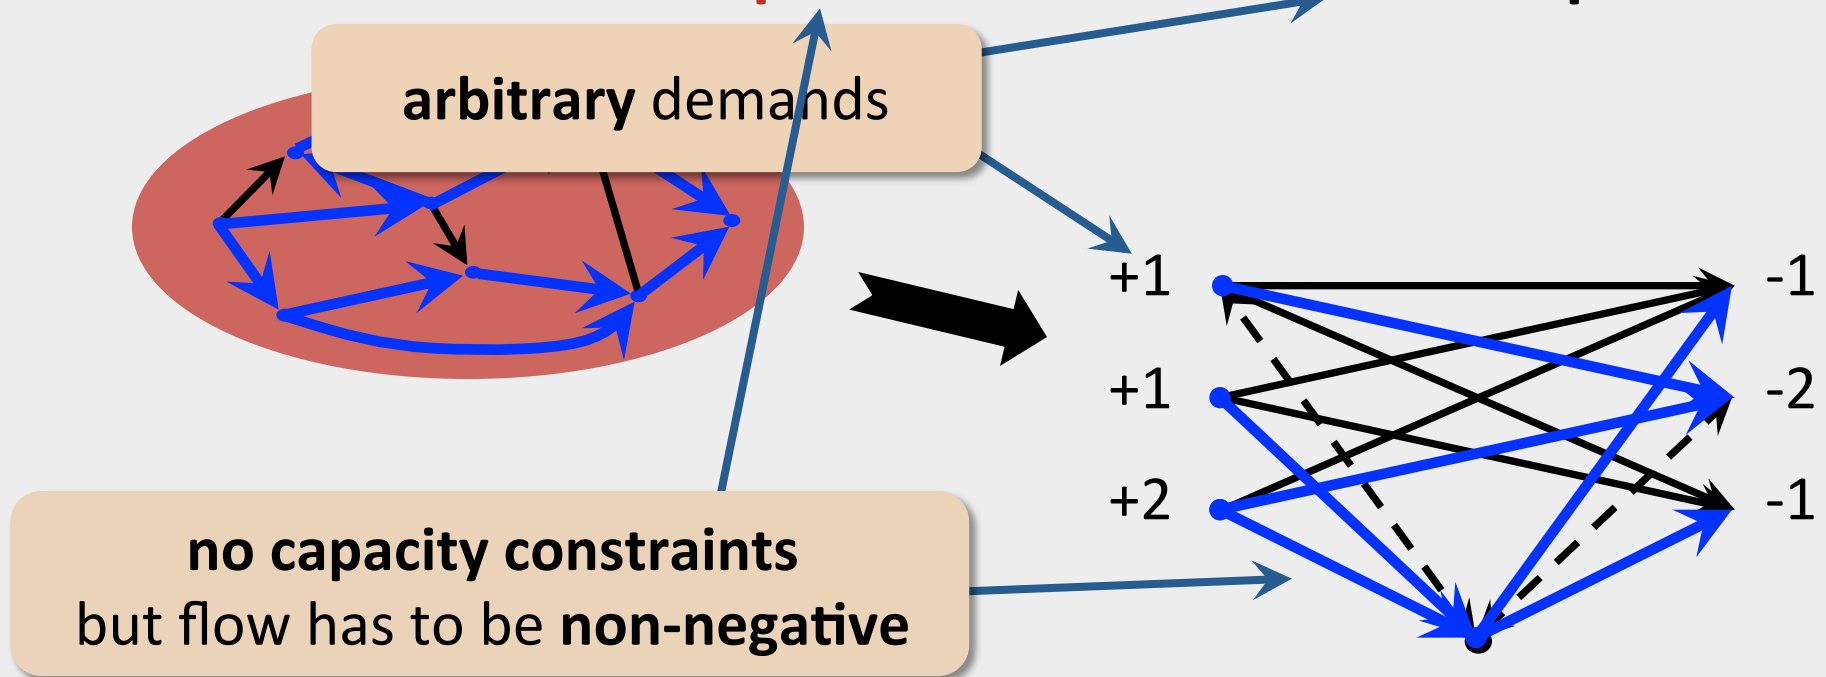 arbitrary demands
+1 -1
+1 -2
+2 -1
no capacity constraints
but flow has to be non-negative